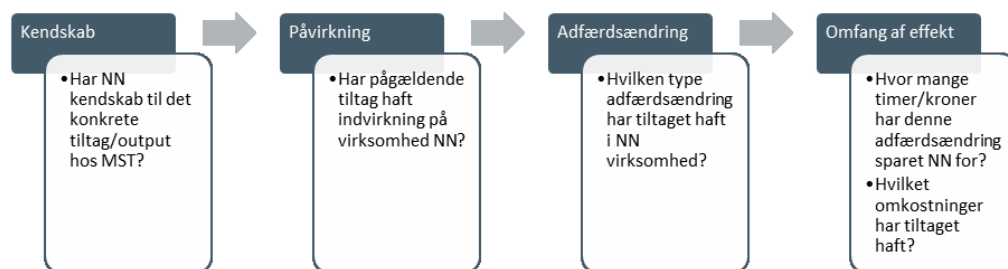 Kendskab
•Har NN
kendskab til det
konkrete
tiltag/output
hos MST?
Påvirkning
•Har pågældende
tiltag haft
indvirkning på
virksomhed NN?
Adfærdsændring
•Hvilken type
adfærdsændring
har tiltaget haft
i NN
virksomhed?
Omfang af effekt
•Hvor mange
timer/kroner
har denne
adfærdsændring
sparet NN for?
•Hvilket
omkostninger
har tiltaget
haft?